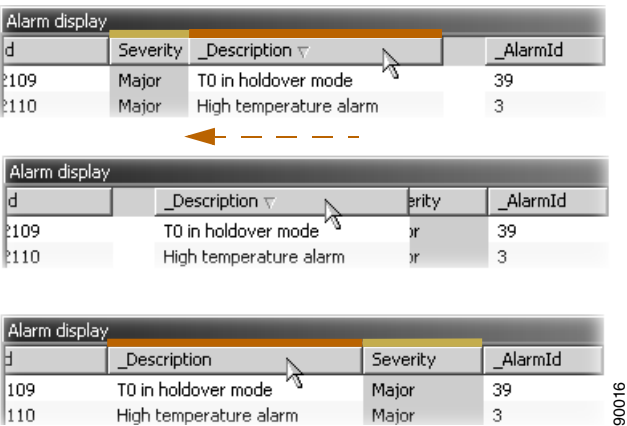 Alarm display
d Severity _Description _AlarmId
2109 Major T0 in holdover mode 39
2110 Major High temperature alarm 3
Alarm display
d _Description erity _AlarmId
2109 T0 in holdover mode or 39
2110 High temperature alarm or 3
Alarm display
d _Description Severity _AlarmId
109 T0 in holdover mode Major 39
110 High temperature alarm Major 3
90016